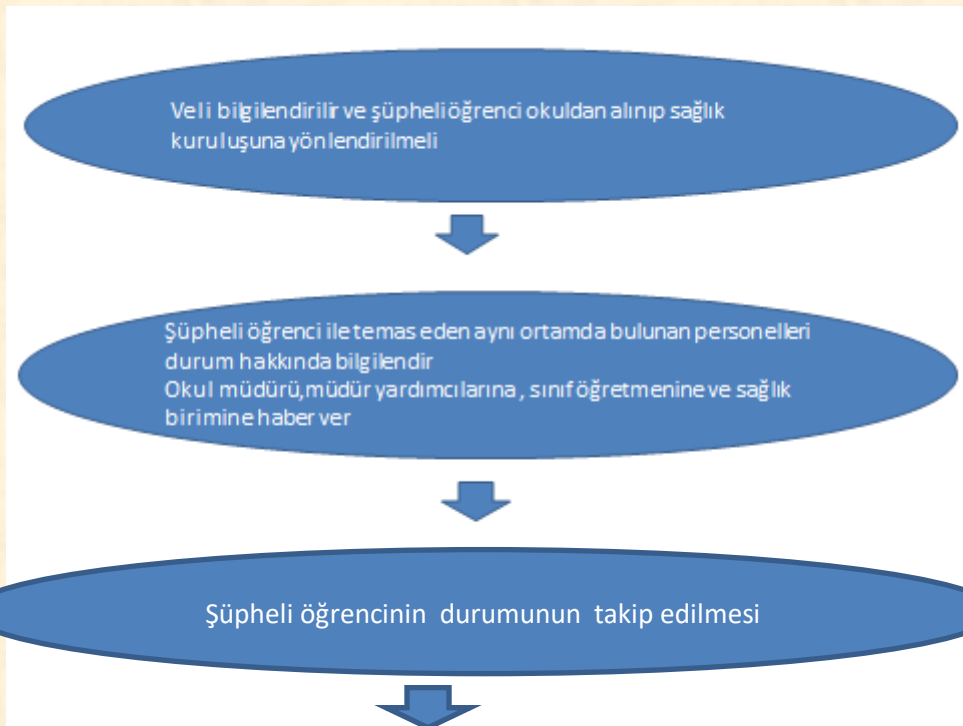 Veli bilgilendirilir ve şüpheli öğrenci okuldan alınıp sağlık
kuruluşuna yönlendirilmeli
Şüpheli öğrenci ile temas eden aynı ortamda bulunan personelleri
durum hakkında bilgilendir
Okul müdürü,müdür yardımcılarına , sınıf öğretmenine ve sağlık
birimine haber ver
Şüpheli öğrencinin durumunun takip edilmesi